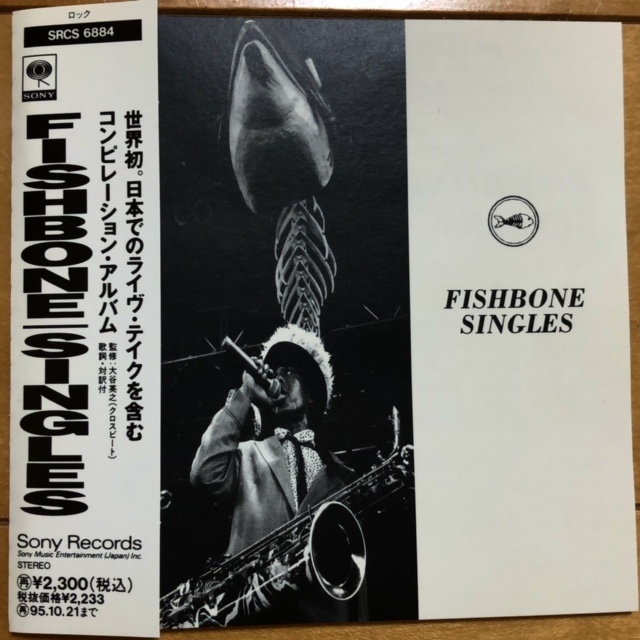 ロック
SRCS 6884
SONY
FISHBONE/SINGLES
世界初。日本でのライヴ・テイクを含む
コンピレーション・アルバム
監修:大谷英之(クロスビート)
歌詞・対訳付
Sony Records
Sony Music Entertainment (Japan) Inc.
STEREO
再¥2,300(税込)
税抜価格¥2,233
再95.10.21まで
FISHBONE
SINGLES